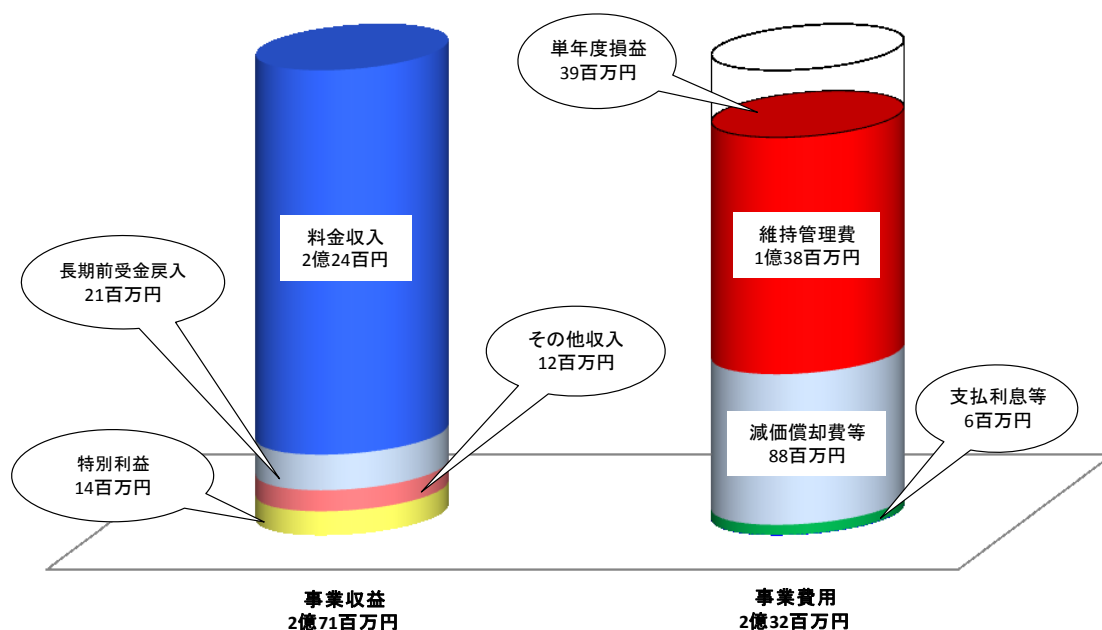 単年度損益
39百万円
料金収入
2億24百円
維持管理費
1億38百万円
長期前受金戻入
21百万円
その他収入
12百万円
支払利息等
6百万円
減価償却費等
88百万円
特別利益
14百万円
事業収益
2億71百万円
事業費用
2億32百万円